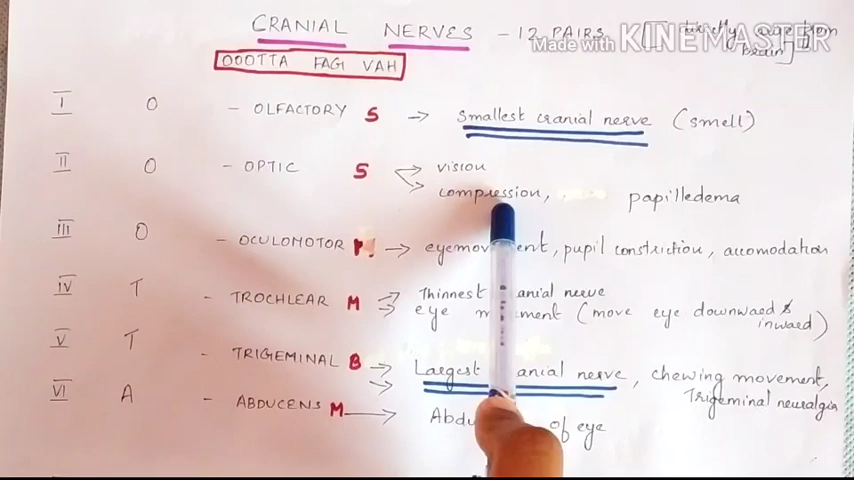 CRANIAL NERVES - 12 PAIRS
brain]
Made with KINEMASTER
OOOTTA FAGI VAH
I O - OLFACTORY S → Smallest cranial nerve (smell)
II O - OPTIC S → vision
→ compression, papilledema
III O - OCULOMOTOR M → eye movement, pupil constriction, accomodation
IV T - TROCHLEAR M → Thinnest cranial nerve
→ eye movement (move eye downward & inward)
V T - TRIGEMINAL B → Largest cranial nerve, chewing movement,
→ Trigeminal neuralgia
VI A - ABDUCENS M → Abdu of eye